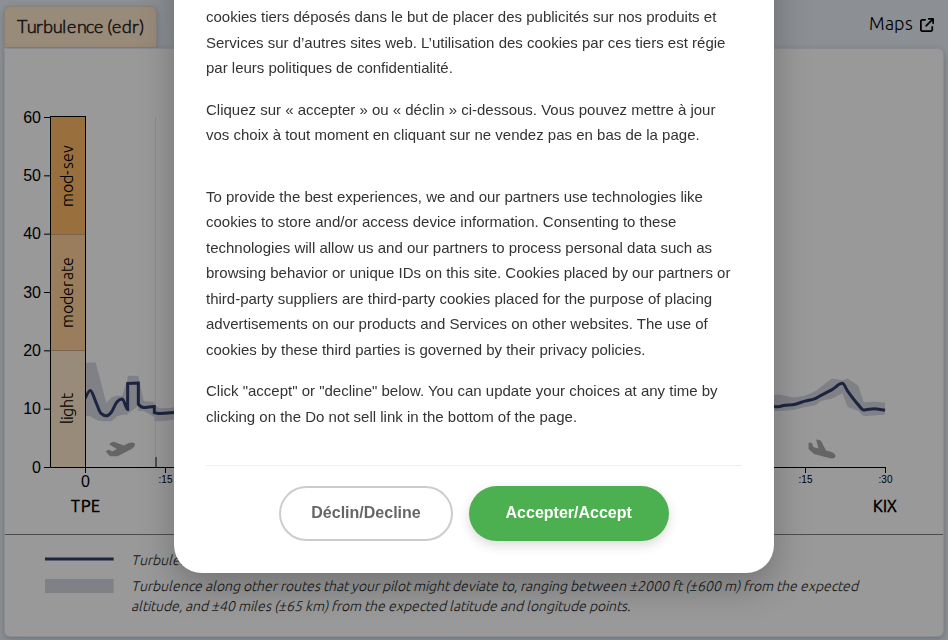 Turbulence (edr)
Maps
cookies tiers déposés dans le but de placer des publicités sur nos produits et
Services sur d’autres sites web. L’utilisation des cookies par ces tiers est régie
par leurs politiques de confidentialité.
Cliquez sur « accepter » ou « déclin » ci-dessous. Vous pouvez mettre à jour
vos choix à tout moment en cliquant sur ne vendez pas en bas de la page.
To provide the best experiences, we and our partners use technologies like
cookies to store and/or access device information. Consenting to these
technologies will allow us and our partners to process personal data such as
browsing behavior or unique IDs on this site. Cookies placed by our partners or
third-party suppliers are third-party cookies placed for the purpose of placing
advertisements on our products and Services on other websites. The use of
cookies by these third parties is governed by their privacy policies.
Click "accept" or "decline" below. You can update your choices at any time by
clicking on the Do not sell link in the bottom of the page.
Déclin/Decline
Accepter/Accept
60
50
40
30
20
10
0
mod-sev
moderate
light
0
:15
:15
:30
TPE
KIX
Turbulence along other routes that your pilot might deviate to, ranging between ±2000 ft (±600 m) from the expected
altitude, and ±40 miles (±65 km) from the expected latitude and longitude points.